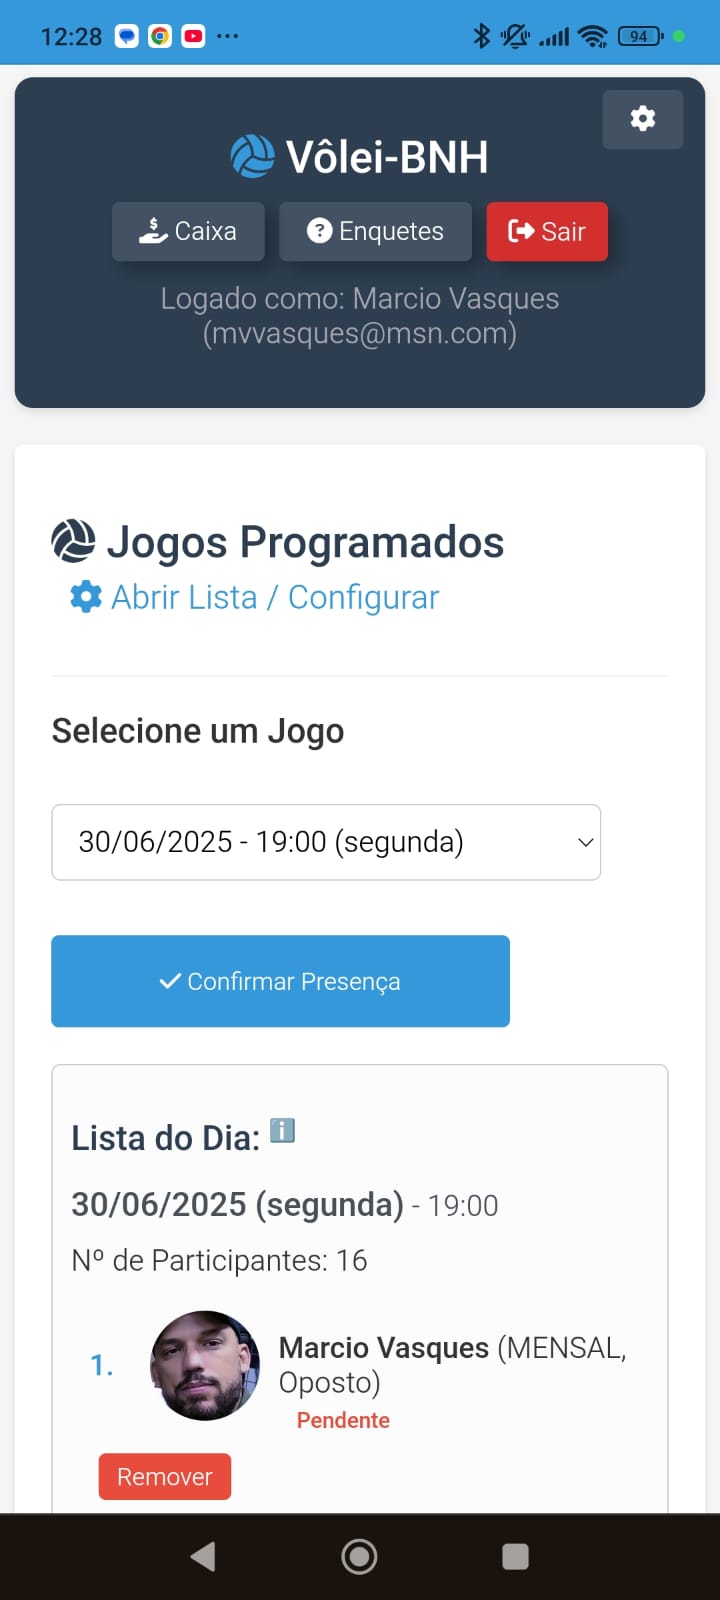 12:28
94
Vôlei-BNH
Caixa
Enquetes
Sair
Logado como: Marcio Vasques
(mvvasques@msn.com)
Jogos Programados
Abrir Lista / Configurar
Selecione um Jogo
30/06/2025 - 19:00 (segunda)
Confirmar Presença
Lista do Dia:
30/06/2025 (segunda) - 19:00
Nº de Participantes: 16
1.
Marcio Vasques (MENSAL,
Oposto)
Pendente
Remover